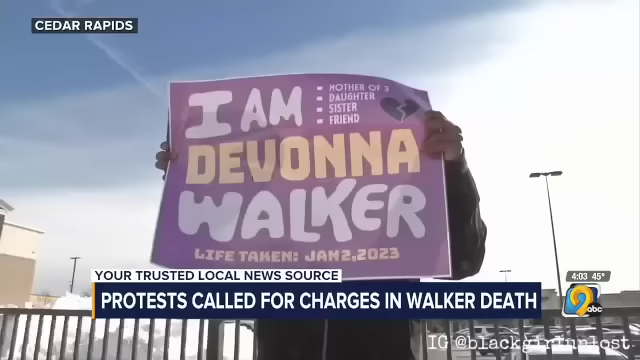 CEDAR RAPIDS
I AM
MOTHER OF 3
DAUGHTER
SISTER
FRIEND
DEVONNA
WALKER
LIFE TAKEN: JAN 2, 2023
YOUR TRUSTED LOCAL NEWS SOURCE
PROTESTS CALLED FOR CHARGES IN WALKER DEATH
4:03 45°
9
abc
IG @blackgirlunlost